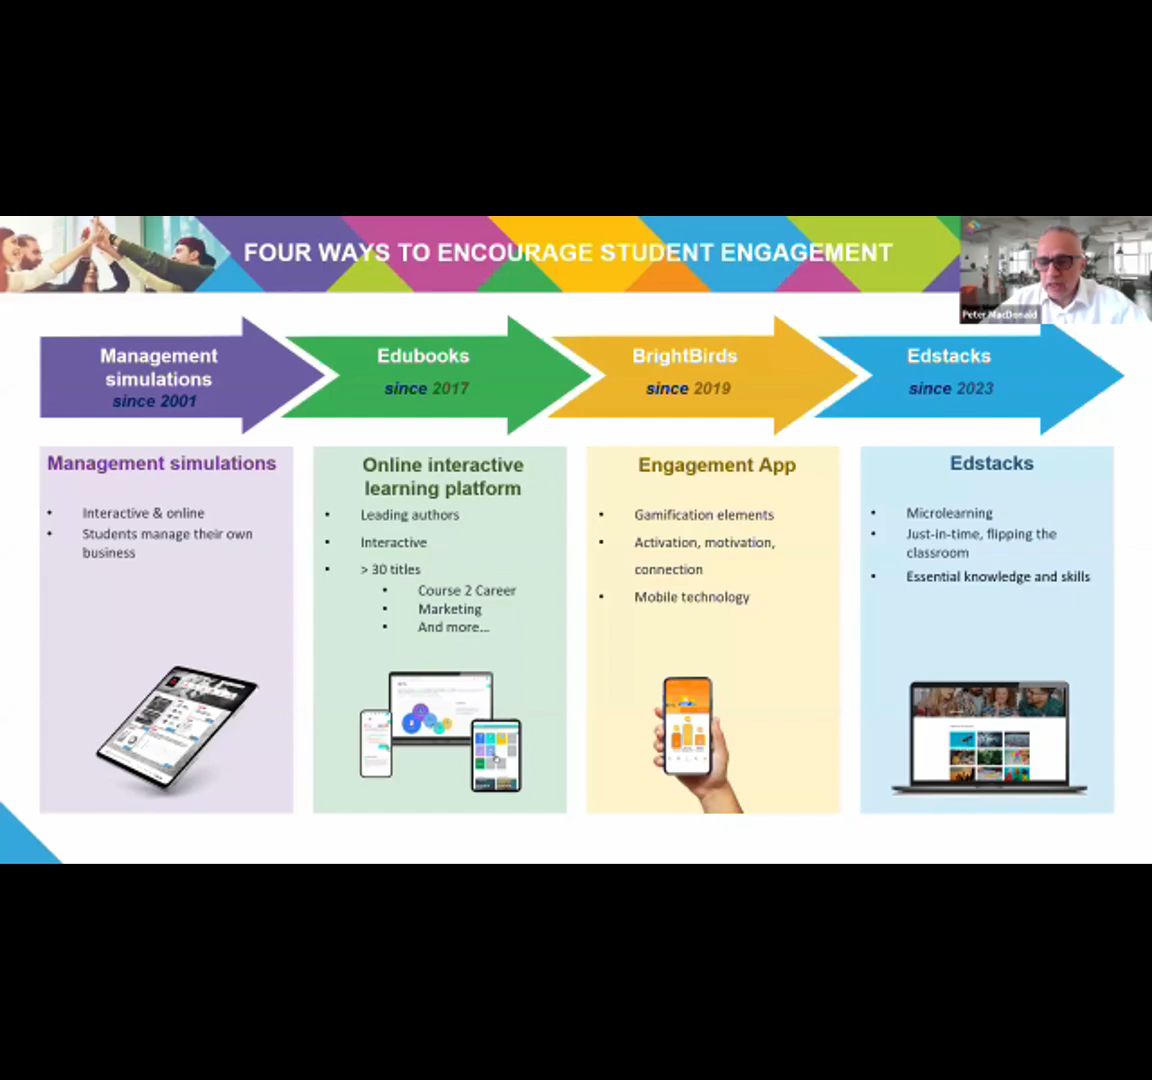 FOUR WAYS TO ENCOURAGE STUDENT ENGAGEMENT
Peter MacDonald
Management
simulations
since 2001
Edubooks
since 2017
BrightBirds
since 2019
Edstacks
since 2023
Management simulations
• Interactive & online
• Students manage their own
business
Online interactive
learning platform
• Leading authors
• Interactive
• > 30 titles
• Course 2 Career
• Marketing
• And more...
Engagement App
• Gamification elements
• Activation, motivation,
connection
• Mobile technology
Edstacks
• Microlearning
• Just-in-time, flipping the
classroom
• Essential knowledge and skills